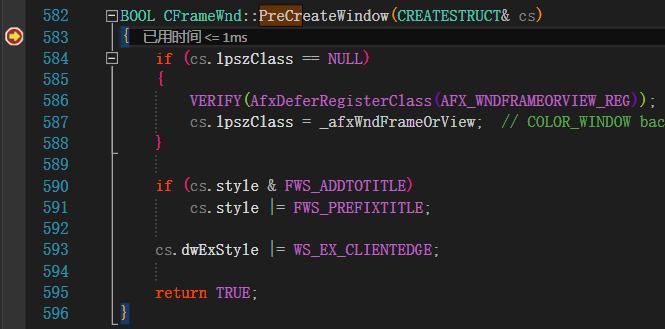 582 BOOL CFrameWnd::PreCreateWindow(CREATESTRUCT& cs)
583 { 已用时间 <= 1ms
584 if (cs.lpszClass == NULL)
585 {
586 VERIFY(AfxDeferRegisterClass(AFX_WNDFRAMEORVIEW_REG));
587 cs.lpszClass = _afxWndFrameOrView;  // COLOR_WINDOW bac
588 }
589
590 if (cs.style & FWS_ADDTOTITLE)
591 cs.style |= FWS_PREFIXTITLE;
592
593 cs.dwExStyle |= WS_EX_CLIENTEDGE;
594
595 return TRUE;
596 }